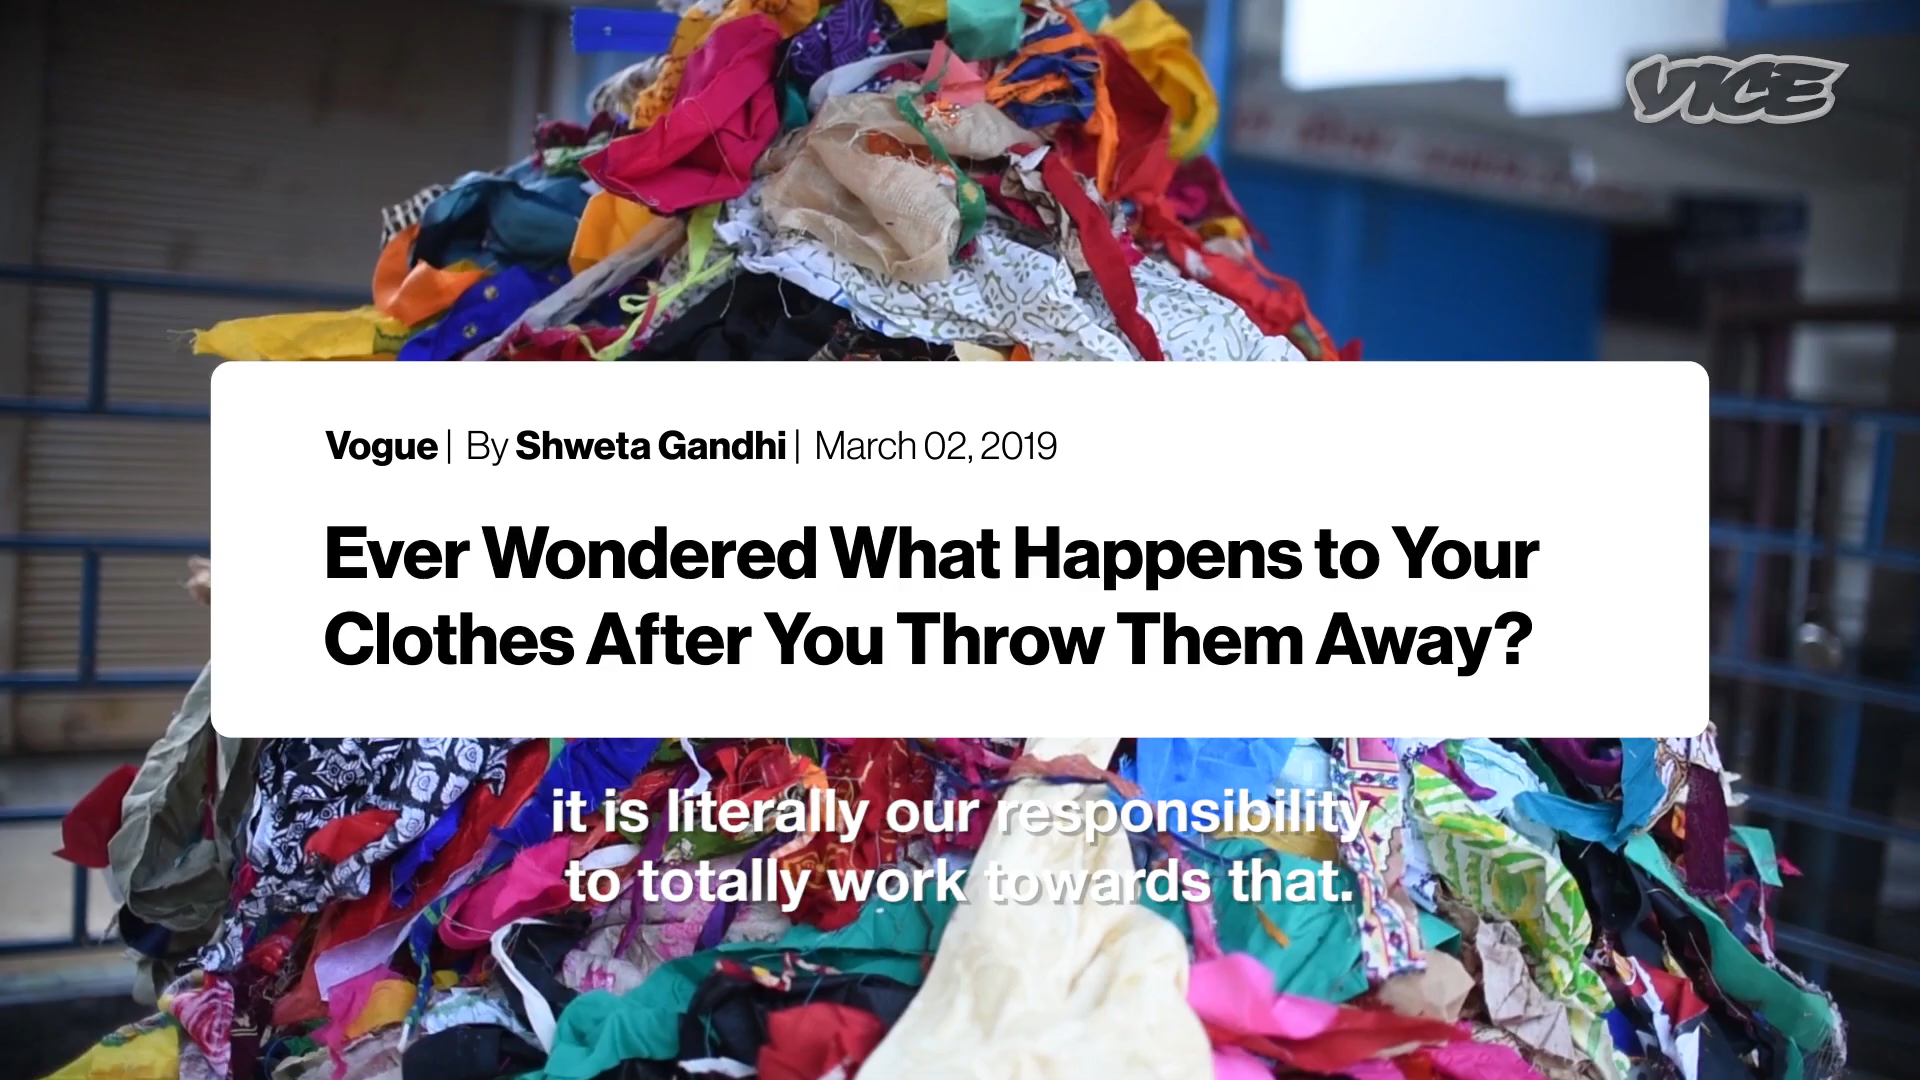 VICE
Vogue | By Shweta Gandhi | March 02, 2019
Ever Wondered What Happens to Your
Clothes After You Throw Them Away?
it is literally our responsibility
to totally work towards that.